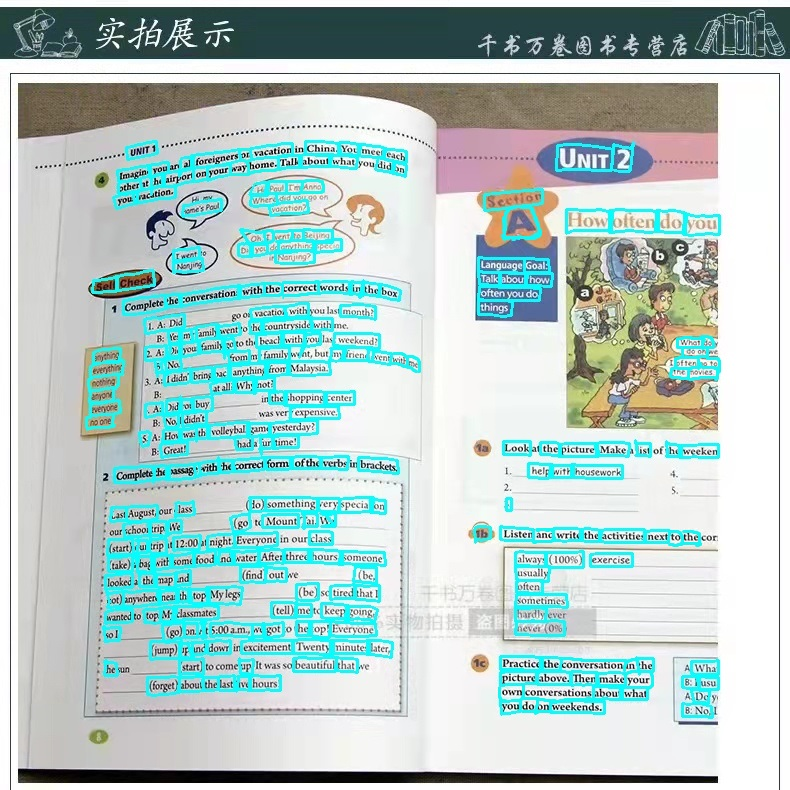 实拍展示
千书万卷图书专营店
UNIT 1
4 Imagine you are all foreigners on vacation in China. You meet each
other at the airport on your way home. Talk about what you did on
your vacation.
Hi, my
name's Paul.
Hi, Paul. I'm Anna.
Where did you go on
vacation?
I went to
Nanjing.
Oh, I went to Beijing.
Did you do anything special
in Nanjing?
Self Check
1 Complete the conversations with the correct words in the box.
anything
everything
nothing
anyone
everyone
no one
1. A: Did go on vacation with you last month?
B: Yes, my family went to the countryside with me.
2. A: Did your family go to the beach with you last weekend?
B: No. from my family went, but my friend went with me.
3. A: I didn't bring back anything from Malaysia.
B: at all? Why not?
4. A: Did you buy in the shopping center?
B: No, I didn't. was very expensive.
5. A: How was the volleyball game yesterday?
B: Great! had a fun time!
2 Complete the passage with the correct forms of the verbs in brackets.
Last August, our class (do) something very special on
our school trip. We (go) to Mount Tai. We
(start) our trip at 12:00 at night. Everyone in our class
(take) a bag with some food and water. After three hours, someone
looked at the map and (find) out we (be,
not) anywhere near the top. My legs (be) so tired that I
wanted to stop. My classmates (tell) me to keep going,
so I (go) on. At 5:00 a.m., we got to the top! Everyone
(jump) up and down in excitement. Twenty minutes later,
the sun (start) to come up. It was so beautiful that we
(forget) about the last five hours!
8
UNIT 2
Section
A
How often do you
Language Goal:
Talk about how
often you do
things
a
b
c
What do
do on we
I often go to
the movies.
1a Look at the picture. Make a list of the weeken
1. help with housework
2.
3.
4.
5.
1b Listen and write the activities next to the cor
always (100%) exercise
usually
often
sometimes
hardly ever
never (0%
1c Practice the conversation in the
picture above. Then make your
own conversations about what
you do on weekends.
A: Wha
B: I usu
A: Do y
B: No, I
实物拍摄 盗图